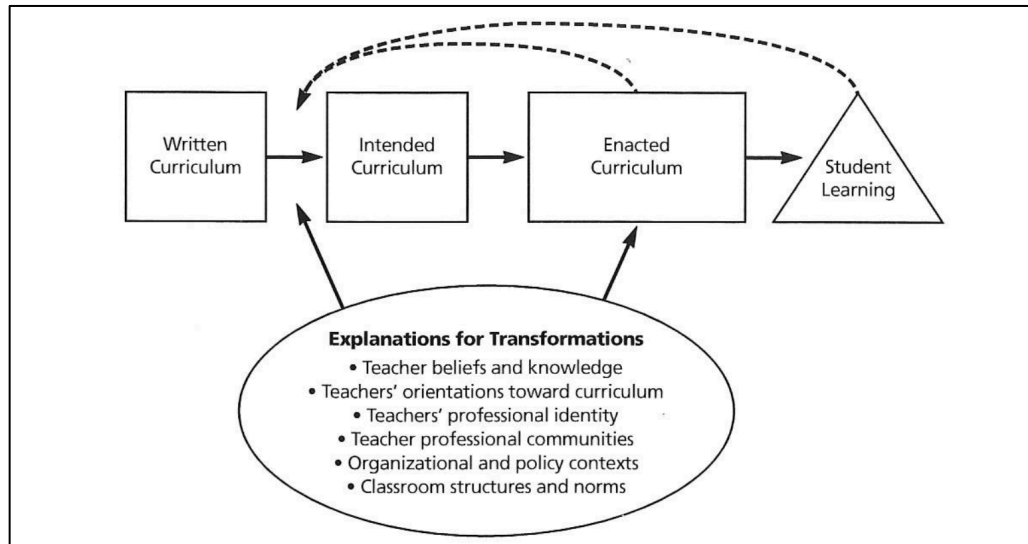 Written
Curriculum
Intended
Curriculum
Enacted
Curriculum
Student
Learning
Explanations for Transformations
• Teacher beliefs and knowledge
• Teachers' orientations toward curriculum
• Teachers' professional identity
• Teacher professional communities
• Organizational and policy contexts
• Classroom structures and norms